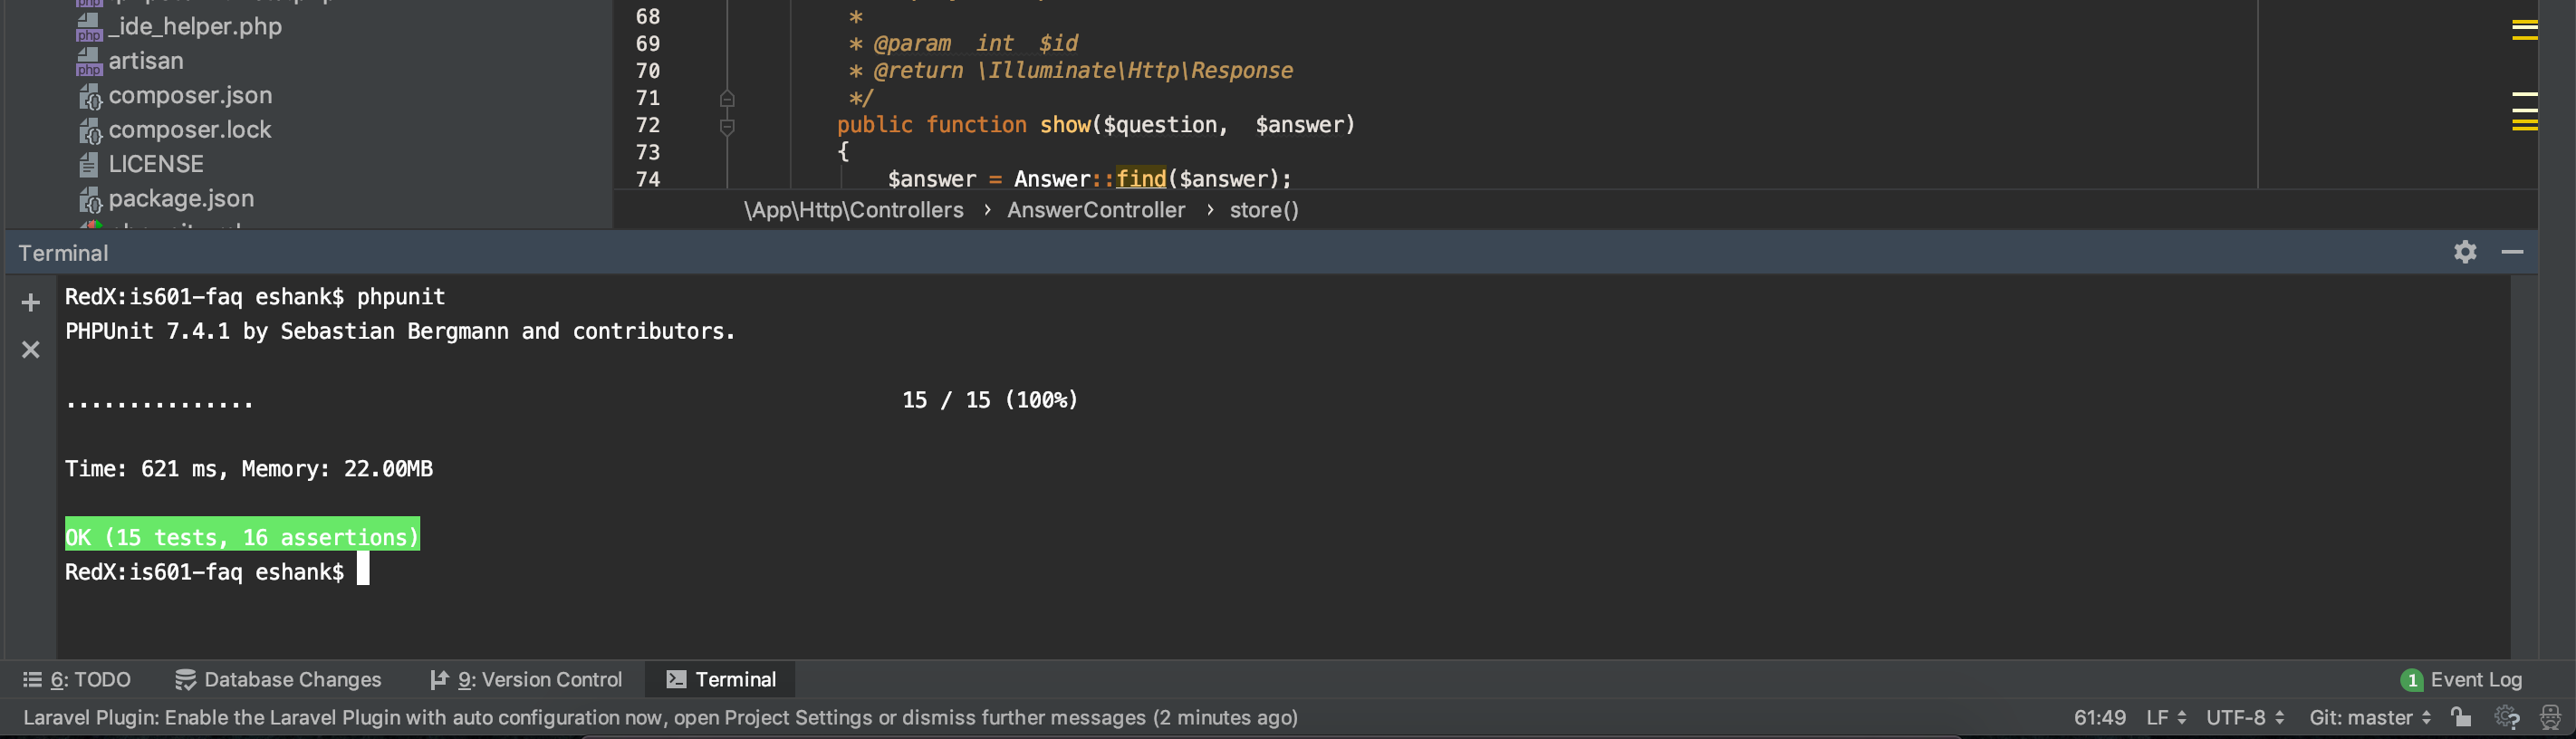 _ide_helper.php
artisan
composer.json
composer.lock
LICENSE
package.json
68 *
69 * @param  int  $id
70 * @return \Illuminate\Http\Response
71 */
72 public function show($question,  $answer)
73 {
74 $answer = Answer::find($answer);
\App\Http\Controllers › AnswerController › store()
Terminal
RedX:is601-faq eshank$ phpunit
PHPUnit 7.4.1 by Sebastian Bergmann and contributors.
............... 15 / 15 (100%)
Time: 621 ms, Memory: 22.00MB
OK (15 tests, 16 assertions)
RedX:is601-faq eshank$
6: TODO Database Changes 9: Version Control Terminal 1 Event Log
Laravel Plugin: Enable the Laravel Plugin with auto configuration now, open Project Settings or dismiss further messages (2 minutes ago) 61:49 LF UTF-8 Git: master